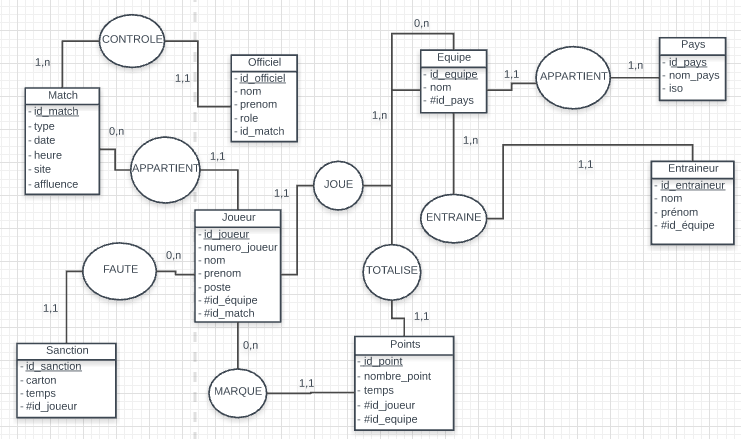 CONTROLE
1,n
1,1
Officiel
- id_officiel
- nom
- prenom
- role
- id_match
Match
- id_match
- type
- date
- heure
- site
- affluence
0,n
APPARTIENT
1,1
0,n
Equipe
- id_equipe
- nom
- #id_pays
1,1
APPARTIENT
1,n
Pays
- id_pays
- nom_pays
- iso
1,n
1,n
1,1
Entraineur
- id_entraineur
- nom
- prénom
- #id_équipe
ENTRAINE
JOUE
1,1
Joueur
- id_joueur
- numero_joueur
- nom
- prenom
- poste
- #id_équipe
- #id_match
FAUTE
0,n
1,1
Sanction
- id_sanction
- carton
- temps
- #id_joueur
TOTALISE
1,1
Points
- id_point
- nombre_point
- temps
- #id_joueur
- #id_equipe
0,n
MARQUE
1,1